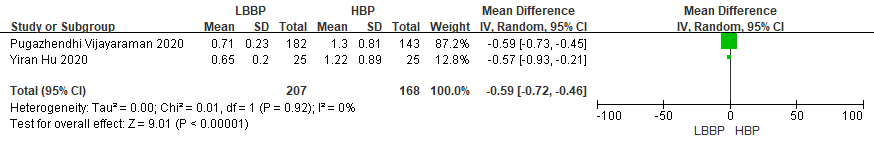 LBBP HBP Mean Difference Mean Difference
Study or Subgroup Mean SD Total Mean SD Total Weight IV, Random, 95% CI IV, Random, 95% CI
Pugazhendhi Vijayaraman 2020 0.71 0.23 182 1.3 0.81 143 87.2% -0.59 [-0.73, -0.45]
Yiran Hu 2020 0.65 0.2 25 1.22 0.89 25 12.8% -0.57 [-0.93, -0.21]
Total (95% CI) 207 168 100.0% -0.59 [-0.72, -0.46]
Heterogeneity: Tau² = 0.00; Chi² = 0.01, df = 1 (P = 0.92); I² = 0%
Test for overall effect: Z = 9.01 (P < 0.00001)
-100 -50 0 50 100
LBBP HBP